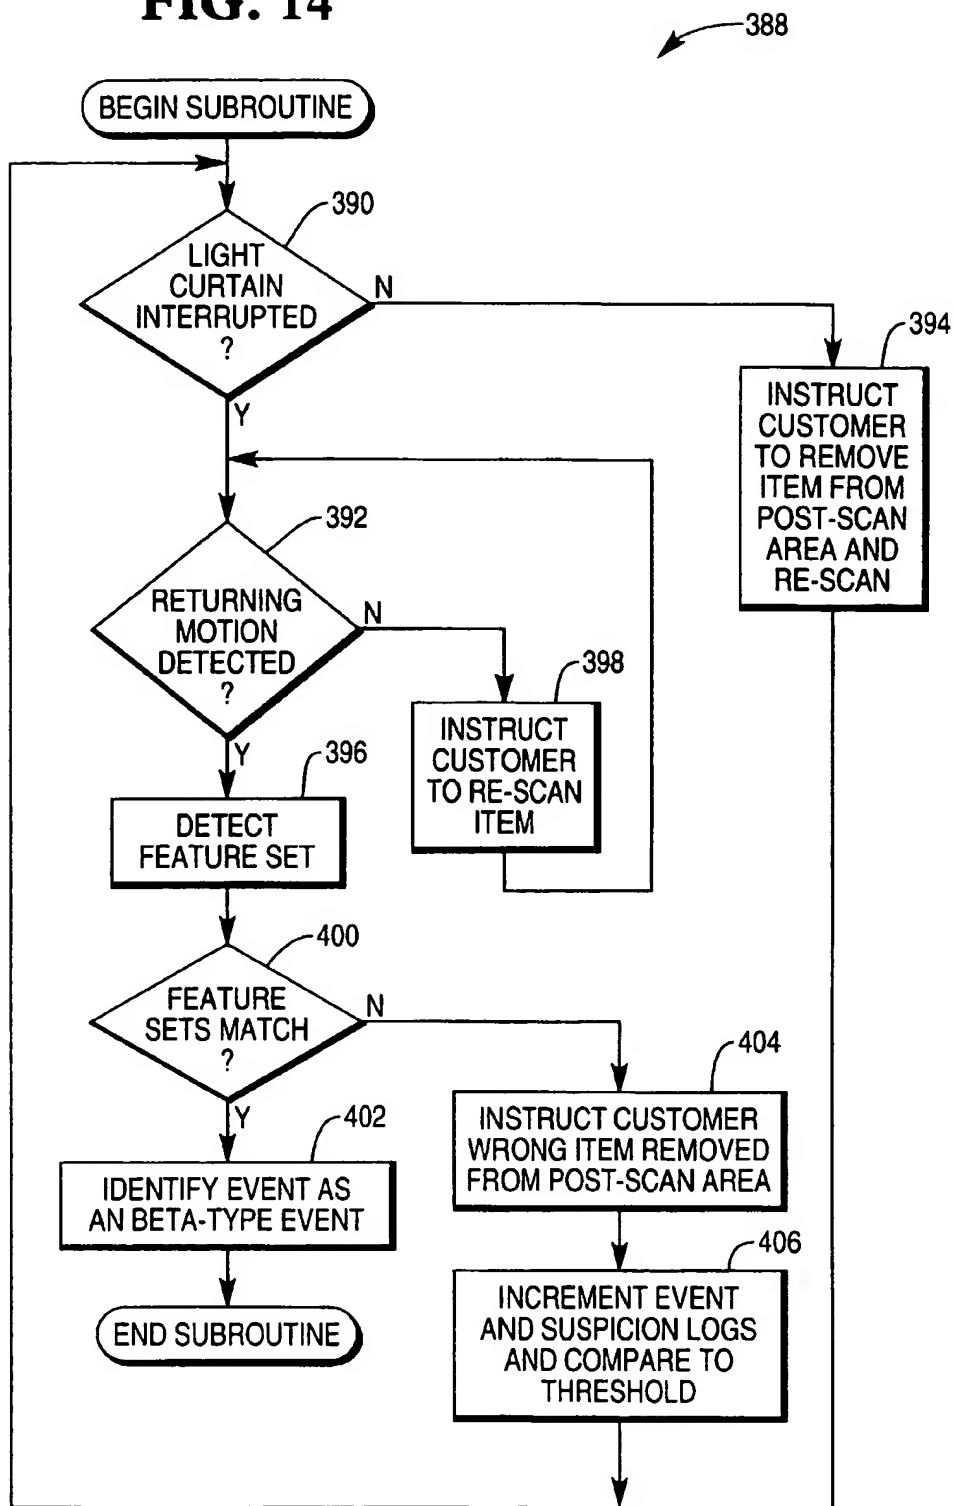 FIG. 14
388
BEGIN SUBROUTINE
390
LIGHT
CURTAIN
INTERRUPTED
?
N
Y
394
INSTRUCT
CUSTOMER
TO REMOVE
ITEM FROM
POST-SCAN
AREA AND
RE-SCAN
392
RETURNING
MOTION
DETECTED
?
N
Y
398
INSTRUCT
CUSTOMER
TO RE-SCAN
ITEM
396
DETECT
FEATURE SET
400
FEATURE
SETS MATCH
?
N
Y
404
INSTRUCT CUSTOMER
WRONG ITEM REMOVED
FROM POST-SCAN AREA
402
IDENTIFY EVENT AS
AN BETA-TYPE EVENT
406
INCREMENT EVENT
AND SUSPICION LOGS
AND COMPARE TO
THRESHOLD
END SUBROUTINE